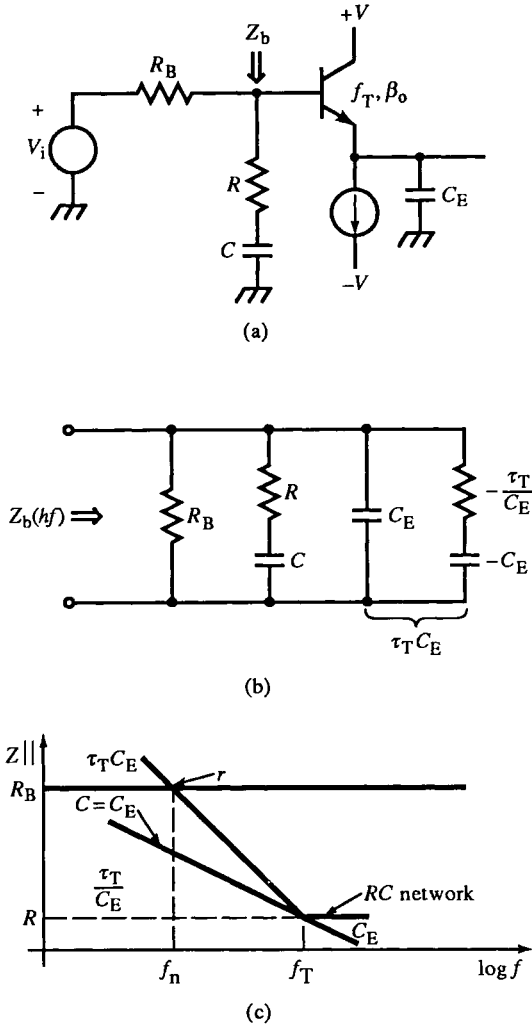 +V
Z_b
R_B
f_T, β_o
+
V_i
−
R
C
C_E
−V
(a)
Z_b(hf) ⇒
R_B
R
C
C_E
−τ_T/C_E
−C_E
τ_T C_E
(b)
Z||
τ_T C_E
r
R_B
C = C_E
τ_T/C_E
RC network
R
C_E
f_n
f_T
log f
(c)